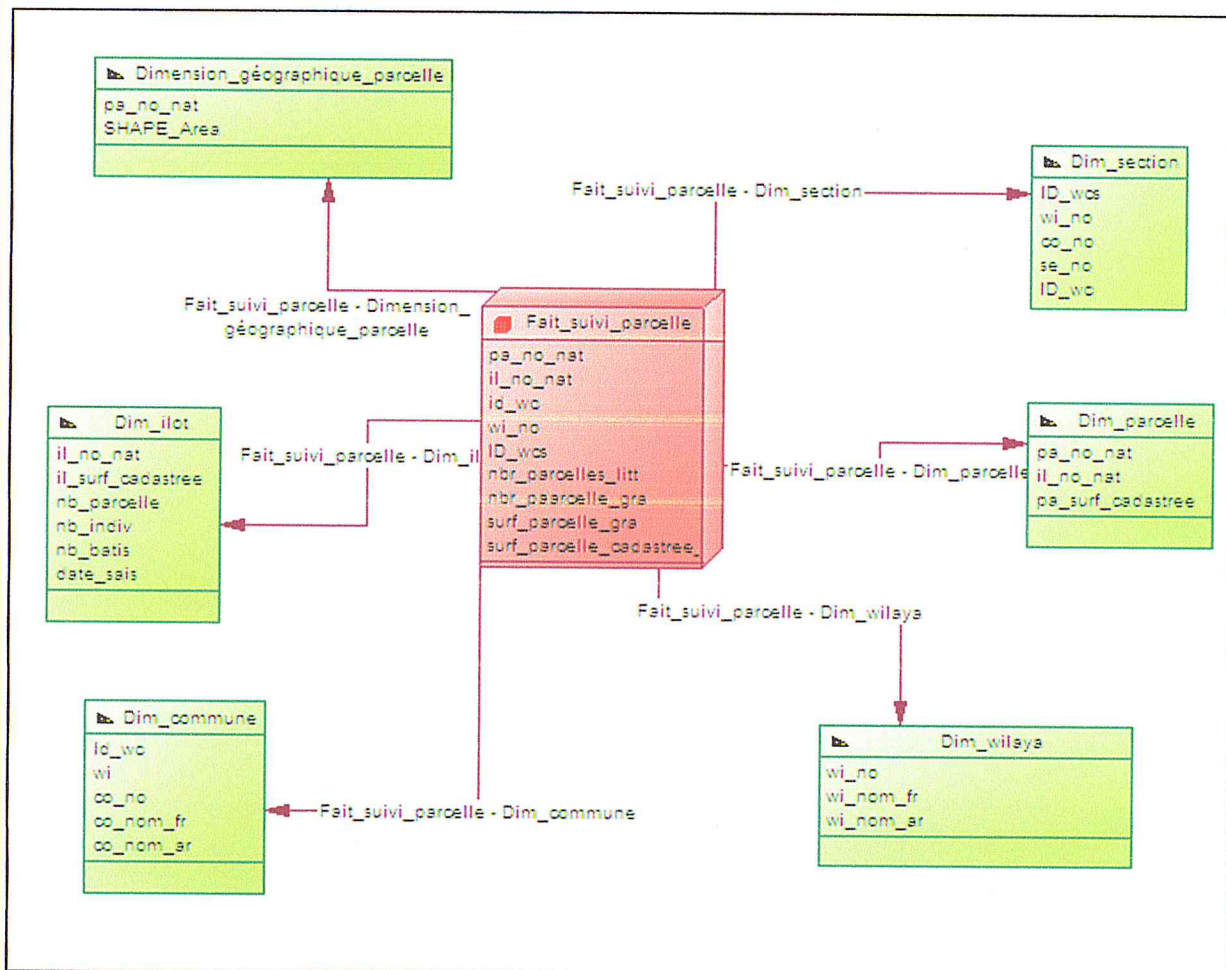 Dimension_géographique_parcelle
pa_no_nat
SHAPE_Area
Dim_section
ID_wcs
wi_no
co_no
se_no
ID_wc
Fait_suivi_parcelle - Dim_section
Fait_suivi_parcelle - Dimension_
géographique_parcelle
Fait_suivi_parcelle
pa_no_nat
il_no_nat
id_wc
wi_no
ID_wcs
nbr_parcelles_litt
nbr_paarcelle_gra
surf_parcelle_gra
surf_parcelle_cadastree_
Dim_ilot
il_no_nat
il_surf_cadastree
nb_parcelle
nb_indiv
nb_batis
date_sais
Fait_suivi_parcelle - Dim_il
Dim_parcelle
pa_no_nat
il_no_nat
pa_surf_cadastree
Fait_suivi_parcelle - Dim_parcelle
Fait_suivi_parcelle - Dim_wilaya
Dim_commune
Id_wc
wi
co_no
co_nom_fr
co_nom_ar
Fait_suivi_parcelle - Dim_commune
Dim_wilaya
wi_no
wi_nom_fr
wi_nom_ar